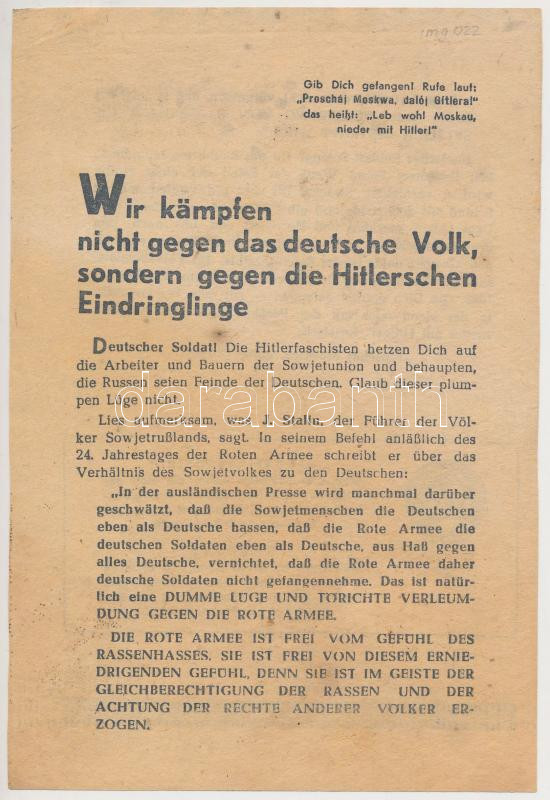 img 022
Gib Dich gefangen! Rufe laut:
„Proschàj Moskwa, dalój Gitlera!"
das heißt: „Leb wohl Moskau,
nieder mit Hitler!"
Wir kämpfen
nicht gegen das deutsche Volk,
sondern gegen die Hitlerschen
Eindringlinge
Deutscher Soldat! Die Hitlerfaschisten hetzen Dich auf
die Arbeiter und Bauern der Sowjetunion und behaupten,
die Russen seien Feinde der Deutschen. Glaub dieser plum-
pen Lüge nicht.
Lies aufmerksam, was J. Stalin, der Führer der Völ-
ker Sowjetrußlands, sagt. In seinem Befehl anläßlich des
24. Jahrestages der Roten Armee schreibt er über das
Verhältnis des Sowjetvolkes zu den Deutschen:
„In der ausländischen Presse wird manchmal darüber
geschwätzt, daß die Sowjetmenschen die Deutschen
eben als Deutsche hassen, daß die Rote Armee die
deutschen Soldaten eben als Deutsche, aus Haß gegen
alles Deutsche, vernichtet, daß die Rote Armee daher
deutsche Soldaten nicht gefangennehme. Das ist natür-
lich eine DUMME LÜGE UND TÖRICHTE VERLEUM-
DUNG GEGEN DIE ROTE ARMEE.
DIE ROTE ARMEE IST FREI VOM GEFÜHL DES
RASSENHASSES. SIE IST FREI VON DIESEM ERNIE-
DRIGENDEN GEFÜHL, DENN SIE IST IM GEISTE DER
GLEICHBERECHTIGUNG DER RASSEN UND DER
ACHTUNG DER RECHTE ANDERER VÖLKER ER-
ZOGEN.
darabanth